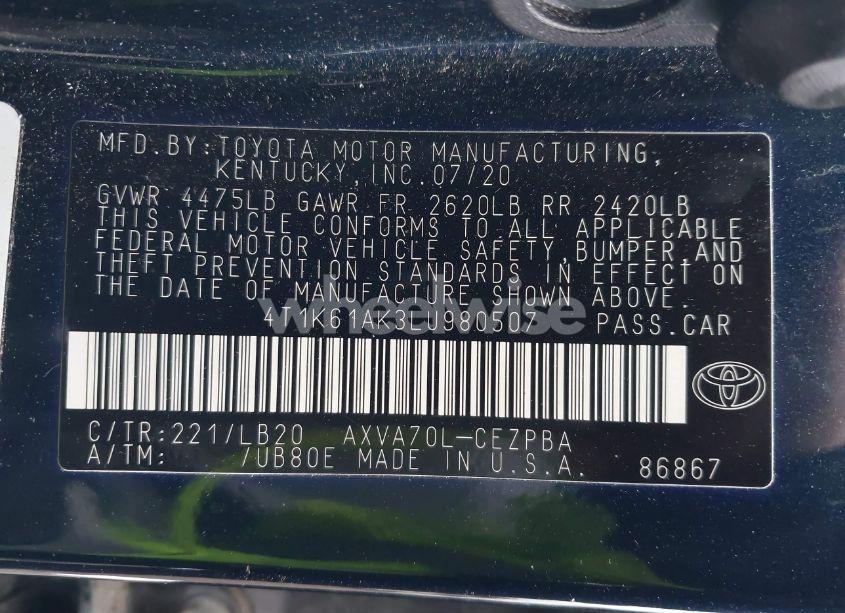 MFD.BY:TOYOTA MOTOR MANUFACTURING,
KENTUCKY,INC.07/20
GVWR 4475LB GAWR FR 2620LB RR 2420LB
THIS VEHICLE CONFORMS TO ALL APPLICABLE
FEDERAL MOTOR VEHICLE SAFETY,BUMPER,AND
THEFT PREVENTION STANDARDS IN EFFECT ON
THE DATE OF MANUFACTURE SHOWN ABOVE.
wheelwise
PASS.CAR
C/TR:221/LB20 AXVA70L-CEZPBA
A/TM: /UB80E MADE IN U.S.A. 86867